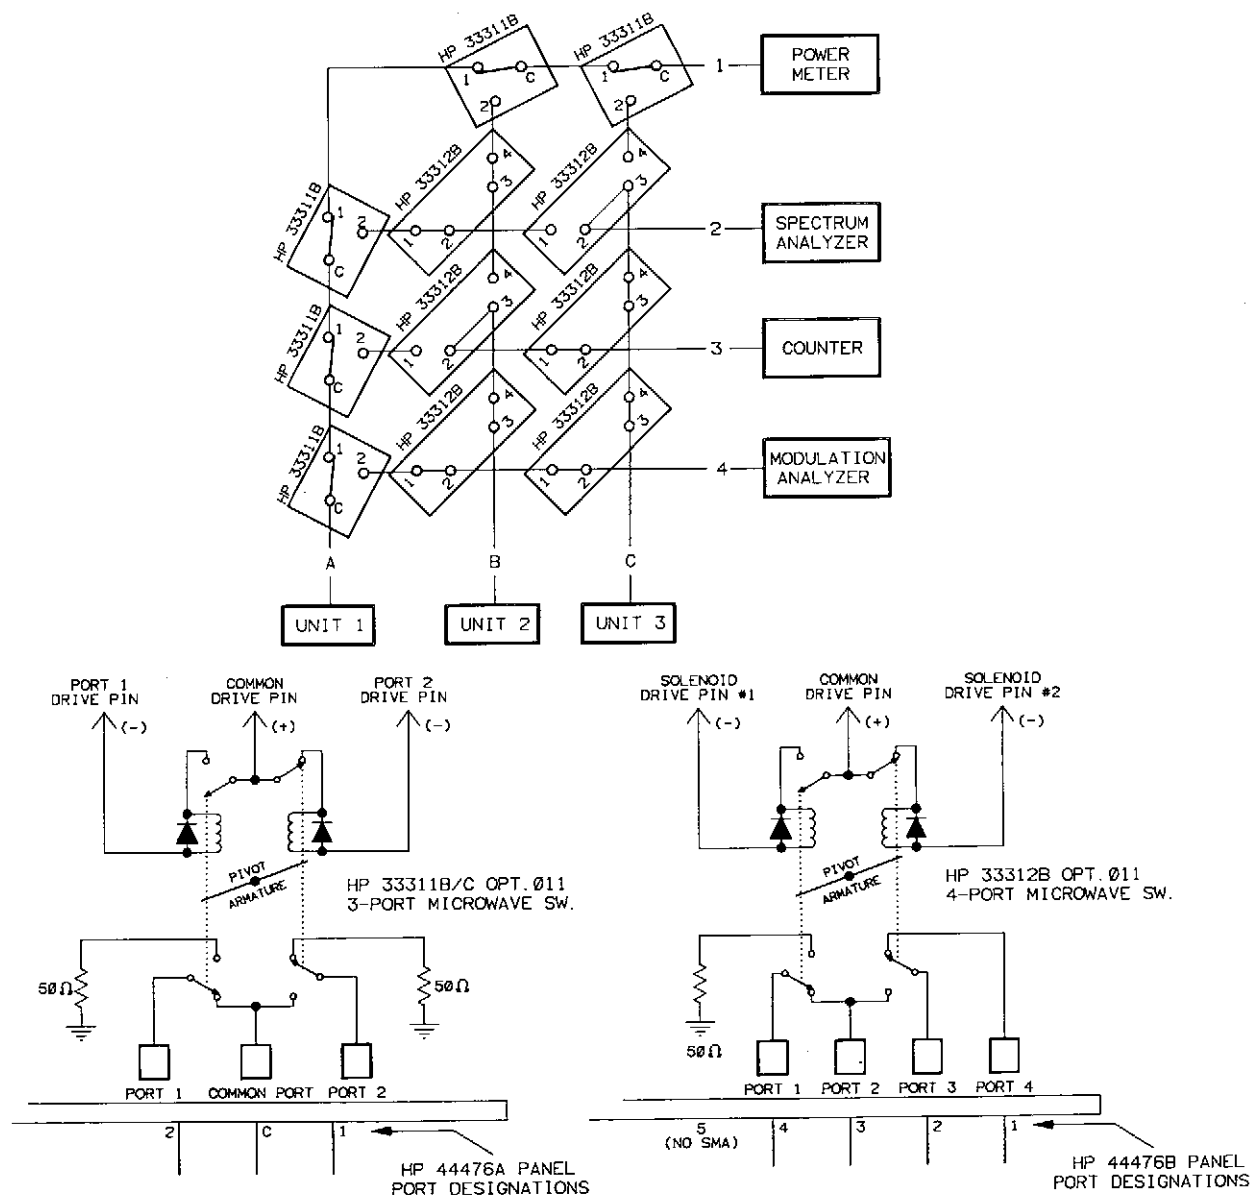 HP 33311B
HP 33311B
1
C
2
1
C
2
1
POWER
METER
HP 33312B
4
3
1
2
HP 33312B
4
3
1
2
HP 33311B
1
2
C
2
SPECTRUM
ANALYZER
HP 33312B
4
3
1
2
HP 33312B
4
3
1
2
HP 33311B
1
2
C
3
COUNTER
HP 33312B
4
3
1
2
HP 33312B
4
3
1
2
HP 33311B
1
2
C
4
MODULATION
ANALYZER
A
B
C
UNIT 1
UNIT 2
UNIT 3
PORT 1
DRIVE PIN
(-)
COMMON
DRIVE PIN
(+)
PORT 2
DRIVE PIN
(-)
PIVOT
ARMATURE
HP 33311B/C OPT.011
3-PORT MICROWAVE SW.
50Ω
50Ω
PORT 1
COMMON PORT
PORT 2
2
C
1
HP 44476A PANEL
PORT DESIGNATIONS
SOLENOID
DRIVE PIN #1
(-)
COMMON
DRIVE PIN
(+)
SOLENOID
DRIVE PIN #2
(-)
PIVOT
ARMATURE
HP 33312B OPT.011
4-PORT MICROWAVE SW.
50Ω
PORT 1
PORT 2
PORT 3
PORT 4
5
(NO SMA)
4
3
2
1
HP 44476B PANEL
PORT DESIGNATIONS